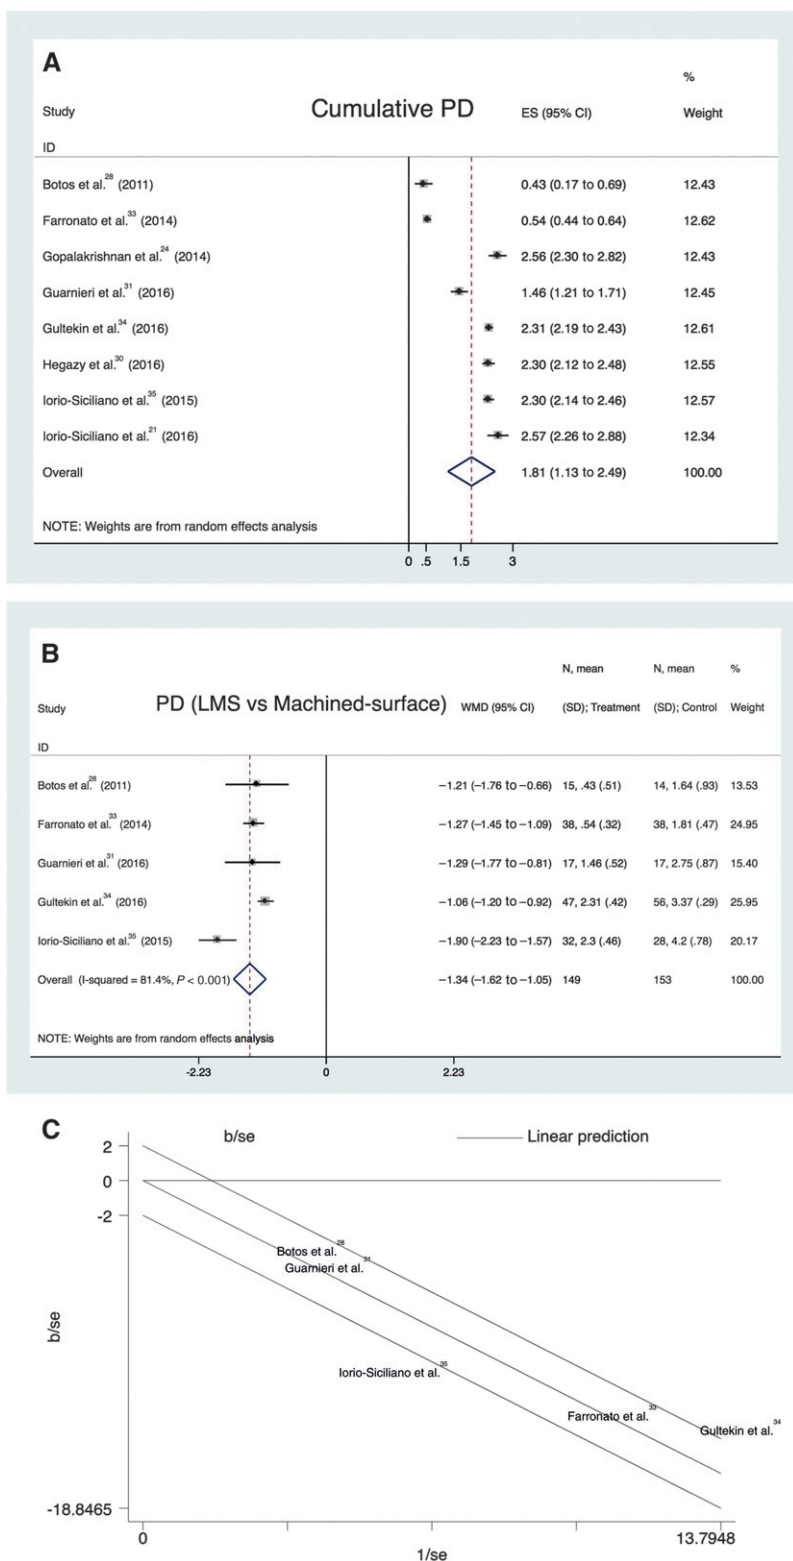 A
%
Study Cumulative PD ES (95% CI) Weight
ID
Botos et al.28 (2011) 0.43 (0.17 to 0.69) 12.43
Farronato et al.33 (2014) 0.54 (0.44 to 0.64) 12.62
Gopalakrishnan et al.24 (2014) 2.56 (2.30 to 2.82) 12.43
Guarnieri et al.31 (2016) 1.46 (1.21 to 1.71) 12.45
Gultekin et al.34 (2016) 2.31 (2.19 to 2.43) 12.61
Hegazy et al.30 (2016) 2.30 (2.12 to 2.48) 12.55
Iorio-Siciliano et al.35 (2015) 2.30 (2.14 to 2.46) 12.57
Iorio-Siciliano et al.21 (2016) 2.57 (2.26 to 2.88) 12.34
Overall 1.81 (1.13 to 2.49) 100.00
NOTE: Weights are from random effects analysis
0 .5 1.5 3
B
N, mean N, mean %
Study PD (LMS vs Machined-surface) WMD (95% CI) (SD); Treatment (SD); Control Weight
ID
Botos et al.28 (2011) −1.21 (−1.76 to −0.66) 15, .43 (.51) 14, 1.64 (.93) 13.53
Farronato et al.33 (2014) −1.27 (−1.45 to −1.09) 38, .54 (.32) 38, 1.81 (.47) 24.95
Guarnieri et al.31 (2016) −1.29 (−1.77 to −0.81) 17, 1.46 (.52) 17, 2.75 (.87) 15.40
Gultekin et al.34 (2016) −1.06 (−1.20 to −0.92) 47, 2.31 (.42) 56, 3.37 (.29) 25.95
Iorio-Siciliano et al.35 (2015) −1.90 (−2.23 to −1.57) 32, 2.3 (.46) 28, 4.2 (.78) 20.17
Overall (I-squared = 81.4%, P < 0.001) −1.34 (−1.62 to −1.05) 149 153 100.00
NOTE: Weights are from random effects analysis
-2.23 0 2.23
C
b/se Linear prediction
2
0
-2
Botos et al.28
Guarnieri et al.31
b/se
Iorio-Siciliano et al.35
Farronato et al.33
Gultekin et al.34
-18.8465
0 13.7948
1/se